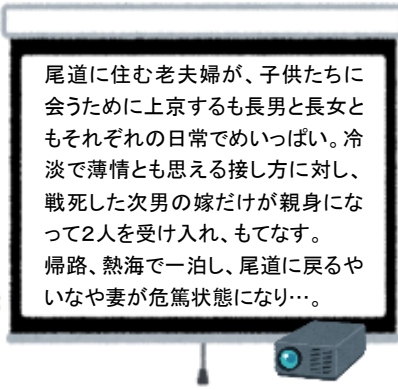 尾道に住む老夫婦が、子供たちに
会うために上京するも長男と長女と
もそれぞれの日常でめいっぱい。冷
淡で薄情とも思える接し方に対し、
戦死した次男の嫁だけが親身にな
って2人を受け入れ、もてなす。
帰路、熱海で一泊し、尾道に戻るや
いなや妻が危篤状態になり…。